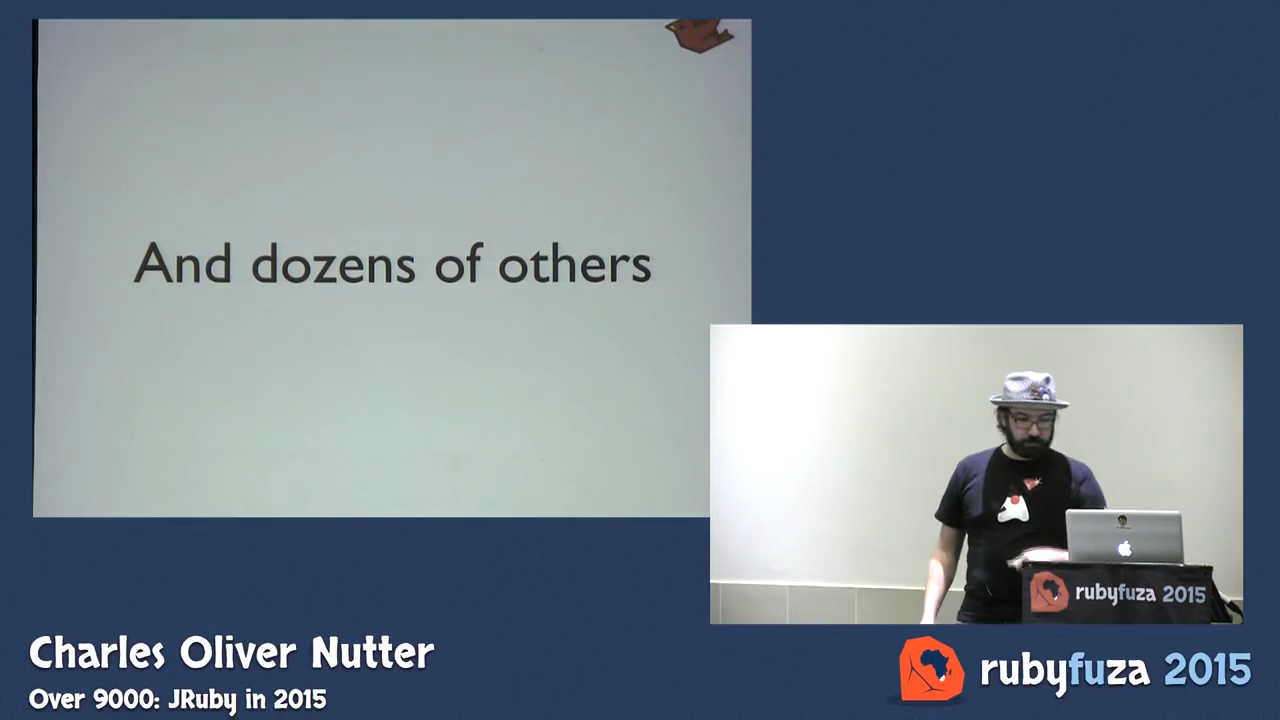 And dozens of others
rubyfuza 2015
Charles Oliver Nutter
Over 9000: JRuby in 2015
rubyfuza 2015